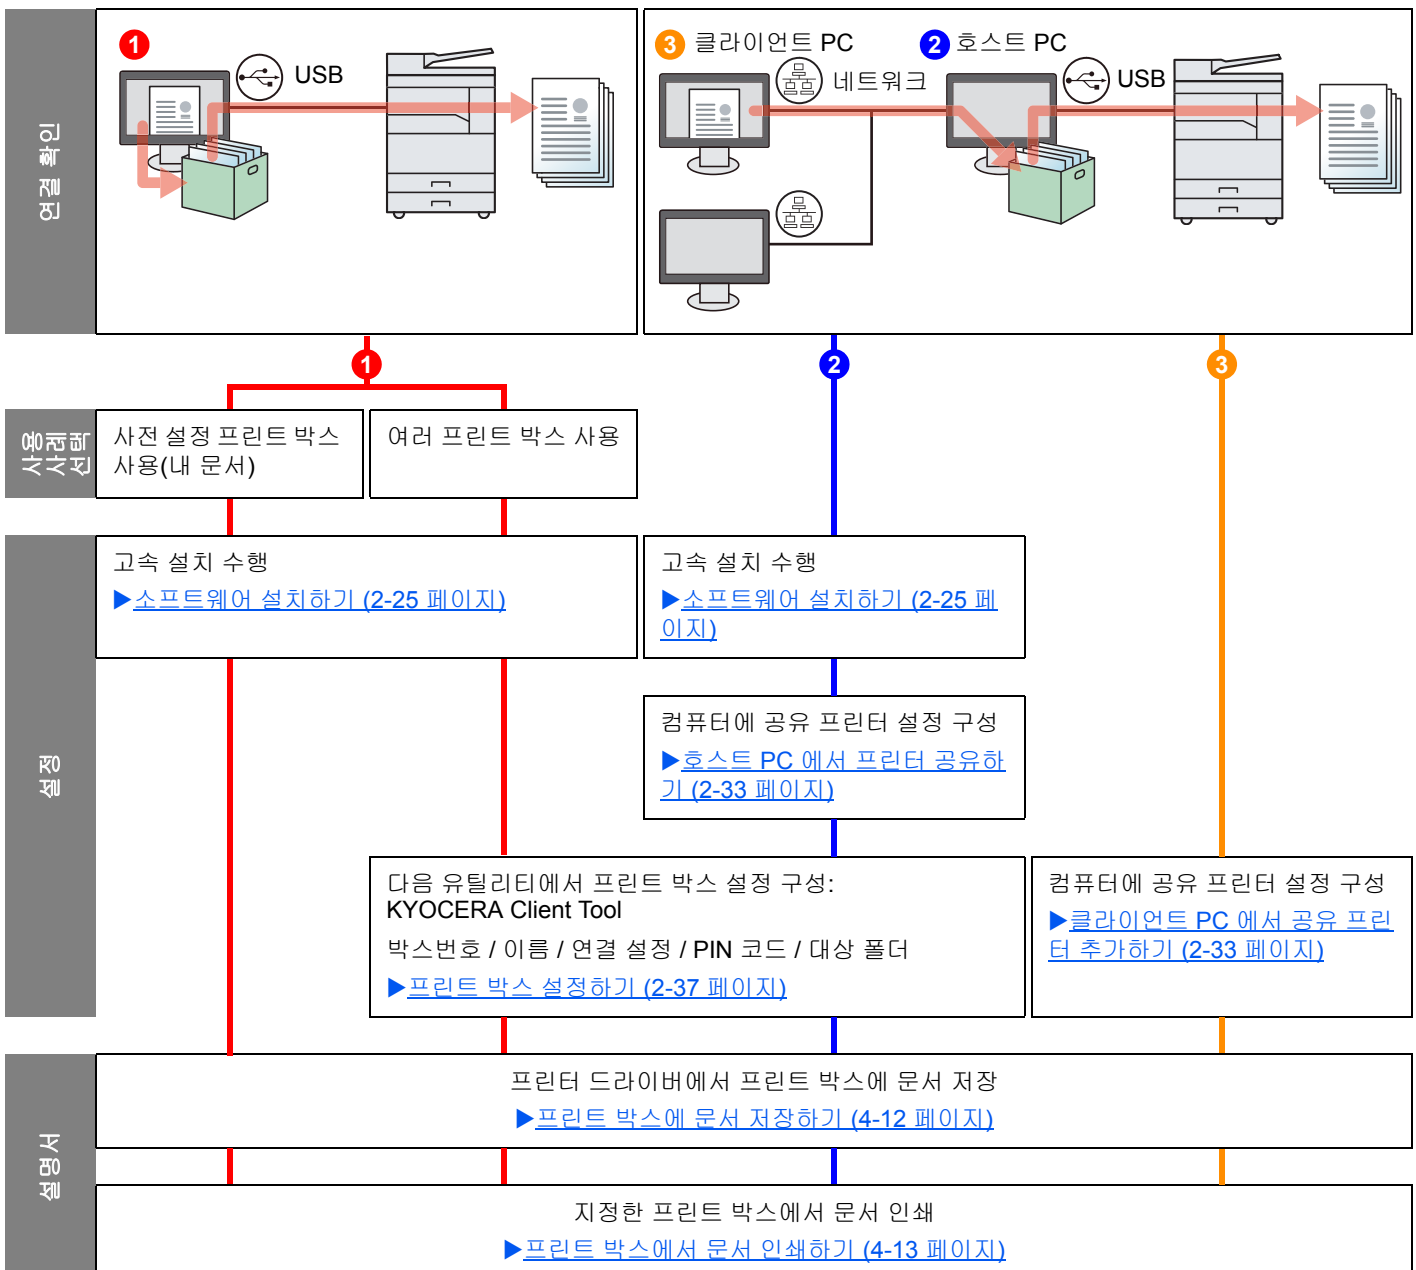 연결 확인
1
USB
3 클라이언트 PC
네트워크
2 호스트 PC
USB
1
2
3
사용
사례
선택
사전 설정 프린트 박스
사용(내 문서)
여러 프린트 박스 사용
설정
고속 설치 수행
▶소프트웨어 설치하기 (2-25 페이지)
고속 설치 수행
▶소프트웨어 설치하기 (2-25 페
이지)
컴퓨터에 공유 프린터 설정 구성
▶호스트 PC 에서 프린터 공유하
기 (2-33 페이지)
다음 유틸리티에서 프린트 박스 설정 구성:
KYOCERA Client Tool
박스번호 / 이름 / 연결 설정 / PIN 코드 / 대상 폴더
▶프린트 박스 설정하기 (2-37 페이지)
컴퓨터에 공유 프린터 설정 구성
▶클라이언트 PC 에서 공유 프린
터 추가하기 (2-33 페이지)
설명서
프린터 드라이버에서 프린트 박스에 문서 저장
▶프린트 박스에 문서 저장하기 (4-12 페이지)
지정한 프린트 박스에서 문서 인쇄
▶프린트 박스에서 문서 인쇄하기 (4-13 페이지)